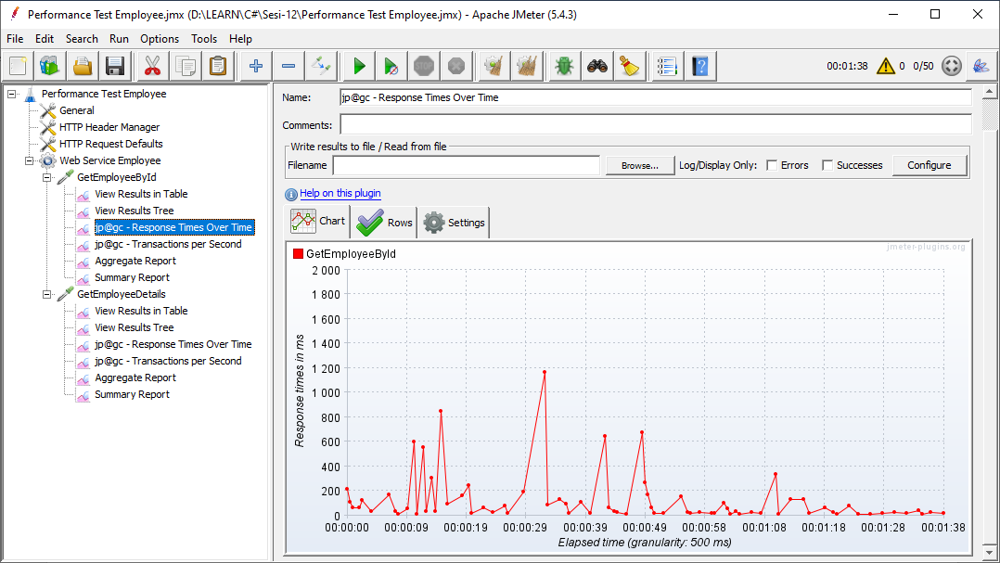 Performance Test Employee.jmx (D:\LEARN\C#\Sesi-12\Performance Test Employee.jmx) - Apache JMeter (5.4.3)
File Edit Search Run Options Tools Help
STOP 00:01:38 0 0/50
Performance Test Employee
General
HTTP Header Manager
HTTP Request Defaults
Web Service Employee
GetEmployeeById
View Results in Table
View Results Tree
jp@gc - Response Times Over Time
jp@gc - Transactions per Second
Aggregate Report
Summary Report
GetEmployeeDetails
View Results in Table
View Results Tree
jp@gc - Response Times Over Time
jp@gc - Transactions per Second
Aggregate Report
Summary Report
Name: jp@gc - Response Times Over Time
Comments:
Write results to file / Read from file
Filename Browse... Log/Display Only: Errors Successes Configure
Help on this plugin
Chart Rows Settings
jmeter-plugins.org
GetEmployeeById
2 000
1 800
1 600
1 400
1 200
1 000
800
600
400
200
0
Response times in ms
00:00:00 00:00:09 00:00:19 00:00:29 00:00:39 00:00:49 00:00:58 00:01:08 00:01:18 00:01:28 00:01:38
Elapsed time (granularity: 500 ms)